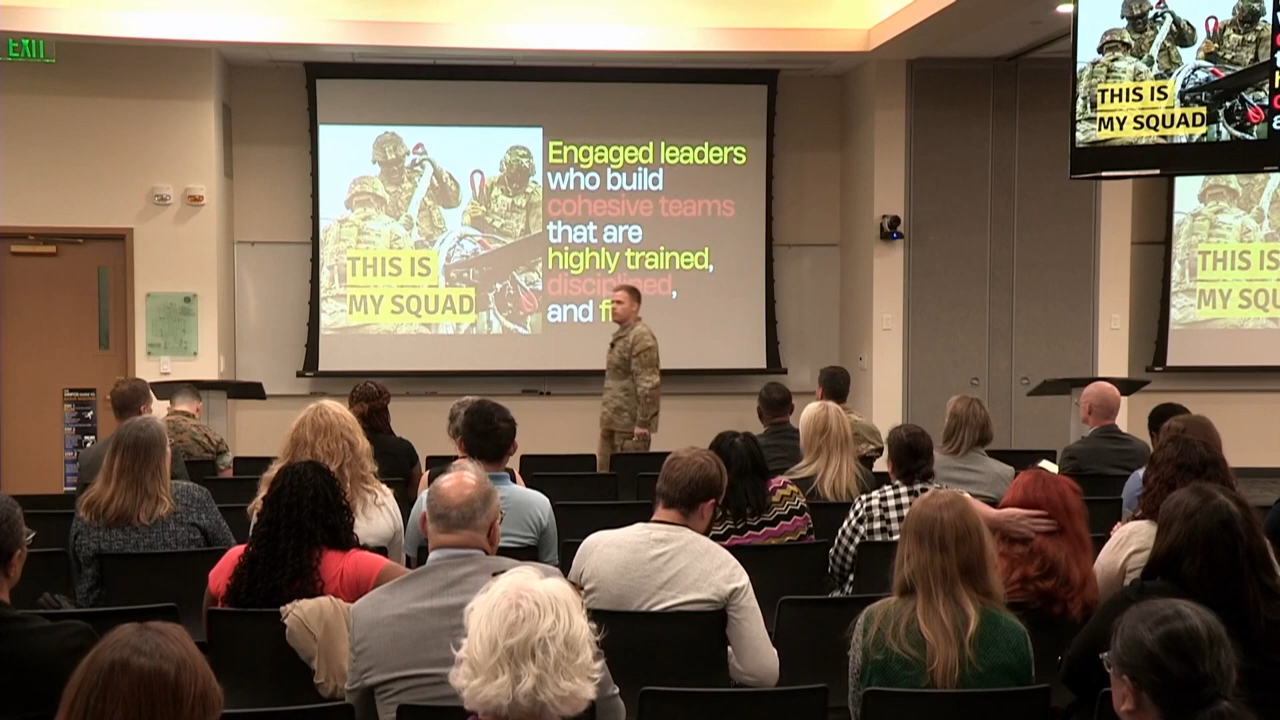 EXIT
THIS IS
MY SQUAD
Engaged leaders
who build
cohesive teams
that are
highly trained,
disciplined,
and fi
THIS IS
MY SQUAD
THIS IS
MY SQU